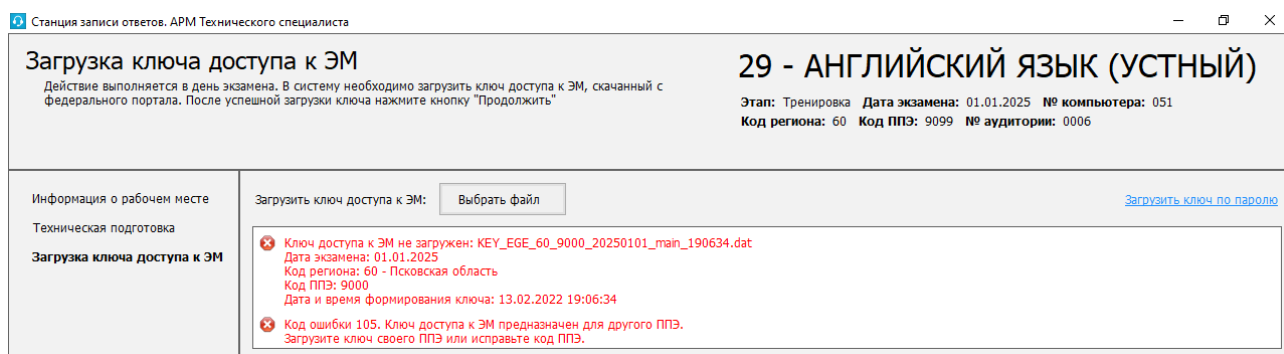 Станция записи ответов. АРМ Технического специалиста
Загрузка ключа доступа к ЭМ
Действие выполняется в день экзамена. В систему необходимо загрузить ключ доступа к ЭМ, скачанный с
федерального портала. После успешной загрузки ключа нажмите кнопку "Продолжить"
29 - АНГЛИЙСКИЙ ЯЗЫК (УСТНЫЙ)
Этап: Тренировка Дата экзамена: 01.01.2025 № компьютера: 051
Код региона: 60 Код ППЭ: 9099 № аудитории: 0006
Информация о рабочем месте
Техническая подготовка
Загрузка ключа доступа к ЭМ
Загрузить ключ доступа к ЭМ: Выбрать файл Загрузить ключ по паролю
Ключ доступа к ЭМ не загружен: KEY_EGE_60_9000_20250101_main_190634.dat
Дата экзамена: 01.01.2025
Код региона: 60 - Псковская область
Код ППЭ: 9000
Дата и время формирования ключа: 13.02.2022 19:06:34
Код ошибки 105. Ключ доступа к ЭМ предназначен для другого ППЭ.
Загрузите ключ своего ППЭ или исправьте код ППЭ.